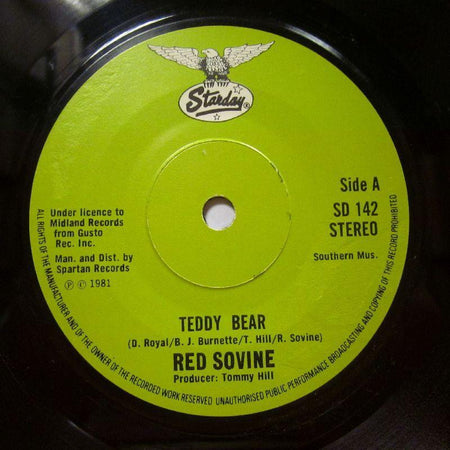 Starday
Side A
SD 142
STEREO
Southern Mus.
Under licence to
Midland Records
from Gusto
Rec. Inc.
Man. and Dist. by
Spartan Records
℗ © 1981
TEDDY BEAR
(D. Royal/B. J. Burnette/T. Hill/R. Sovine)
RED SOVINE
Producer: Tommy Hill
ALL RIGHTS OF THE MANUFACTURER AND OF THE OWNER OF THE RECORDED WORK RESERVED UNAUTHORISED PUBLIC PERFORMANCE BROADCASTING AND COPYING OF THIS RECORD PROHIBITED